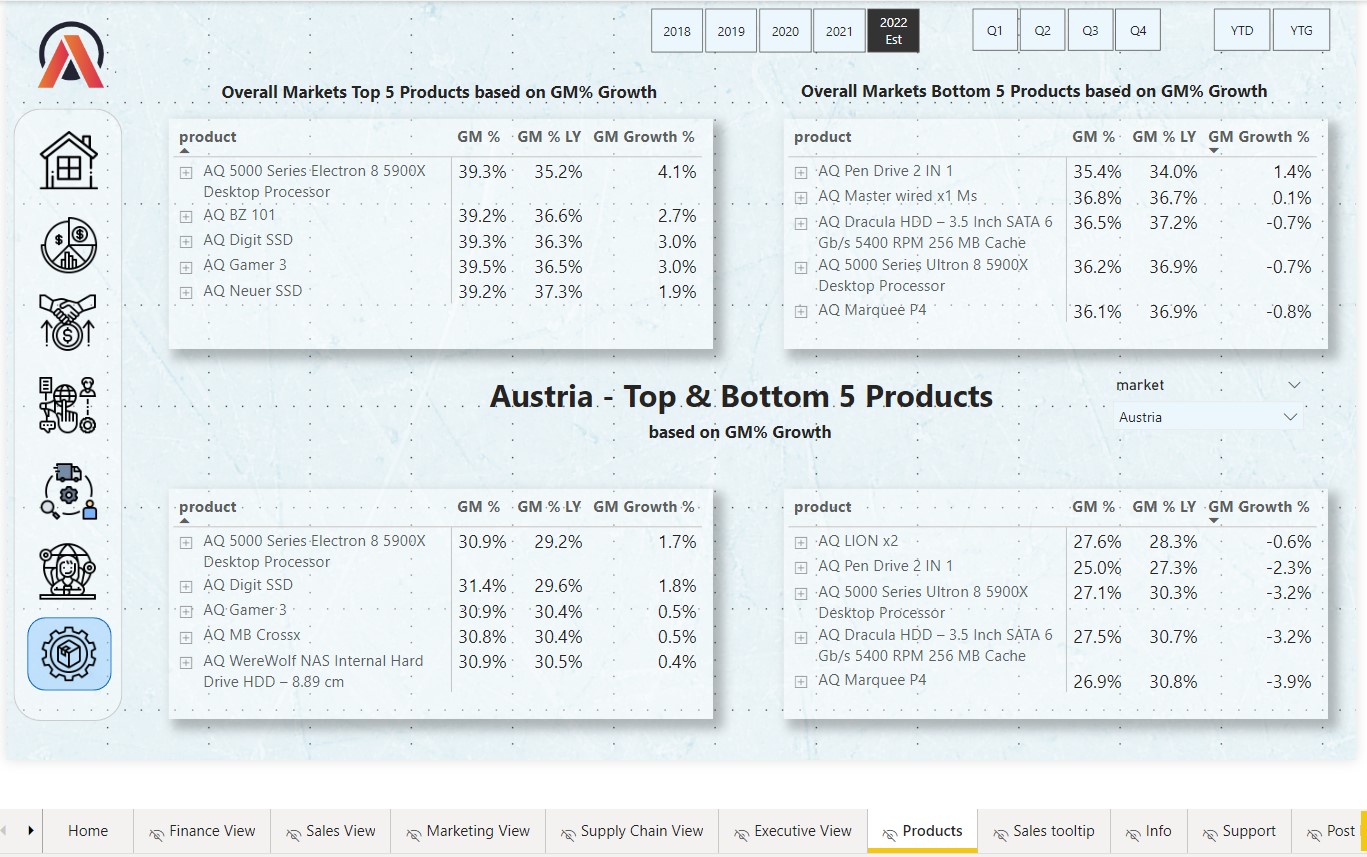 2018 2019 2020 2021 2022 Est Q1 Q2 Q3 Q4 YTD YTG
Overall Markets Top 5 Products based on GM% Growth
product GM % GM % LY GM Growth %
AQ 5000 Series Electron 8 5900X 39.3% 35.2% 4.1%
Desktop Processor
AQ BZ 101 39.2% 36.6% 2.7%
AQ Digit SSD 39.3% 36.3% 3.0%
AQ Gamer 3 39.5% 36.5% 3.0%
AQ Neuer SSD 39.2% 37.3% 1.9%
Overall Markets Bottom 5 Products based on GM% Growth
product GM % GM % LY GM Growth %
AQ Pen Drive 2 IN 1 35.4% 34.0% 1.4%
AQ Master wired x1 Ms 36.8% 36.7% 0.1%
AQ Dracula HDD – 3.5 Inch SATA 6 36.5% 37.2% -0.7%
Gb/s 5400 RPM 256 MB Cache
AQ 5000 Series Ultron 8 5900X 36.2% 36.9% -0.7%
Desktop Processor
AQ Marquee P4 36.1% 36.9% -0.8%
Austria - Top & Bottom 5 Products
based on GM% Growth
market
Austria
product GM % GM % LY GM Growth %
AQ 5000 Series Electron 8 5900X 30.9% 29.2% 1.7%
Desktop Processor
AQ Digit SSD 31.4% 29.6% 1.8%
AQ Gamer 3 30.9% 30.4% 0.5%
AQ MB Crossx 30.8% 30.4% 0.5%
AQ WereWolf NAS Internal Hard 30.9% 30.5% 0.4%
Drive HDD – 8.89 cm
product GM % GM % LY GM Growth %
AQ LION x2 27.6% 28.3% -0.6%
AQ Pen Drive 2 IN 1 25.0% 27.3% -2.3%
AQ 5000 Series Ultron 8 5900X 27.1% 30.3% -3.2%
Desktop Processor
AQ Dracula HDD – 3.5 Inch SATA 6 27.5% 30.7% -3.2%
Gb/s 5400 RPM 256 MB Cache
AQ Marquee P4 26.9% 30.8% -3.9%
Home Finance View Sales View Marketing View Supply Chain View Executive View Products Sales tooltip Info Support Post